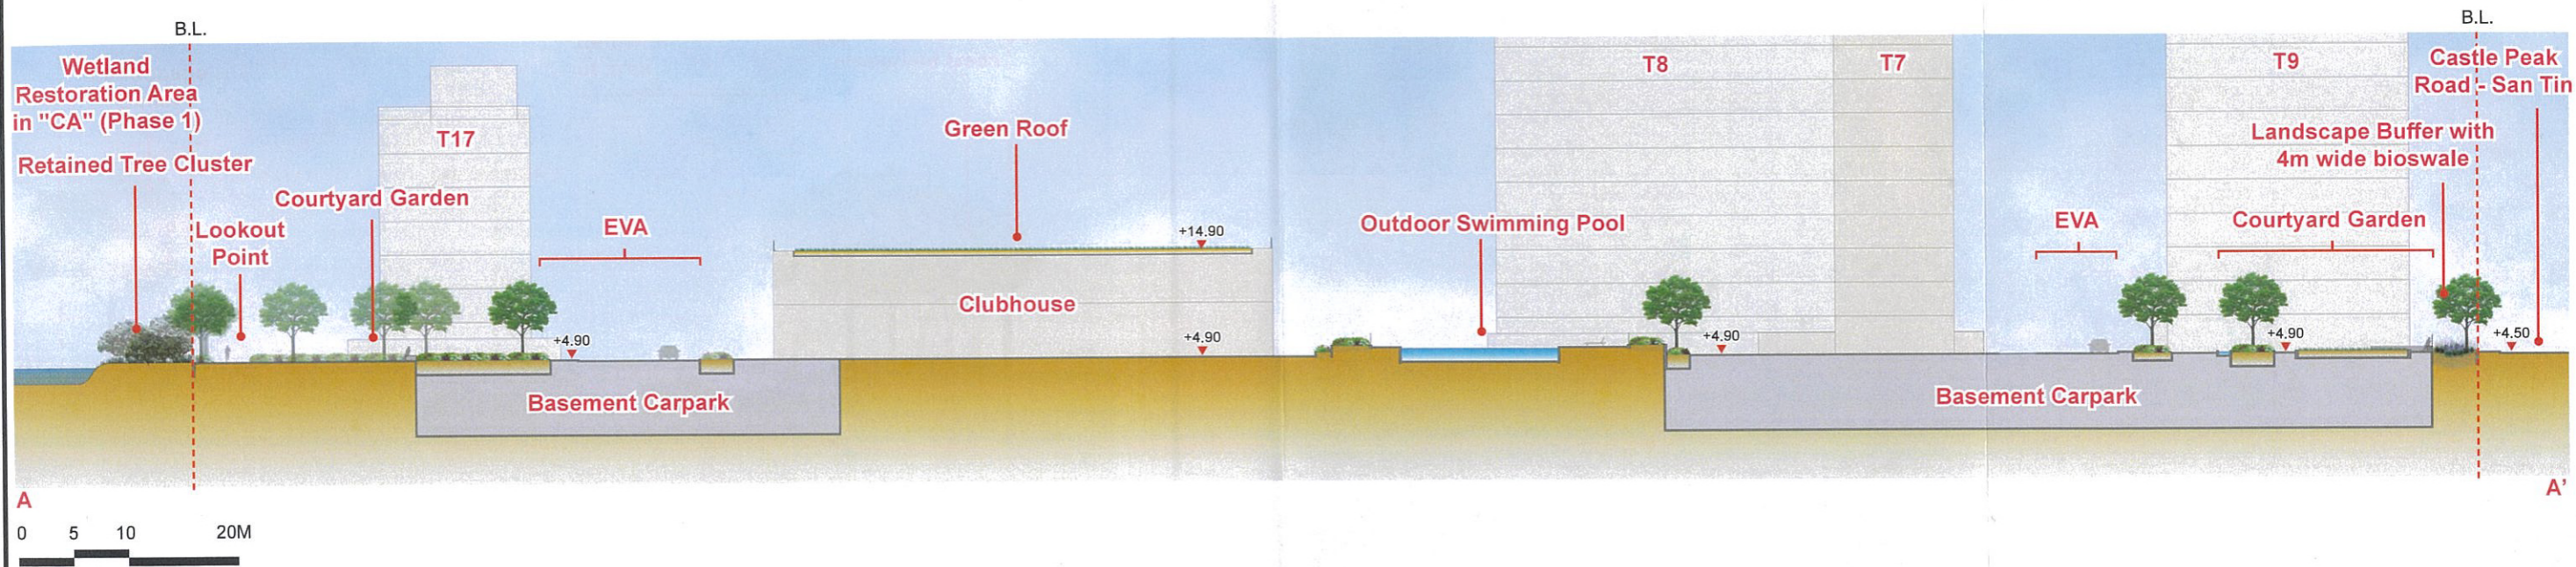 B.L.
B.L.
Wetland
Restoration Area
in "CA" (Phase 1)
Retained Tree Cluster
Lookout
Point
Courtyard Garden
T17
EVA
+4.90
Green Roof
+14.90
Clubhouse
+4.90
Outdoor Swimming Pool
T8
T7
+4.90
EVA
T9
Courtyard Garden
+4.90
Castle Peak
Road - San Tin
Landscape Buffer with
4m wide bioswale
+4.50
Basement Carpark
Basement Carpark
A
A'
0 5 10 20M